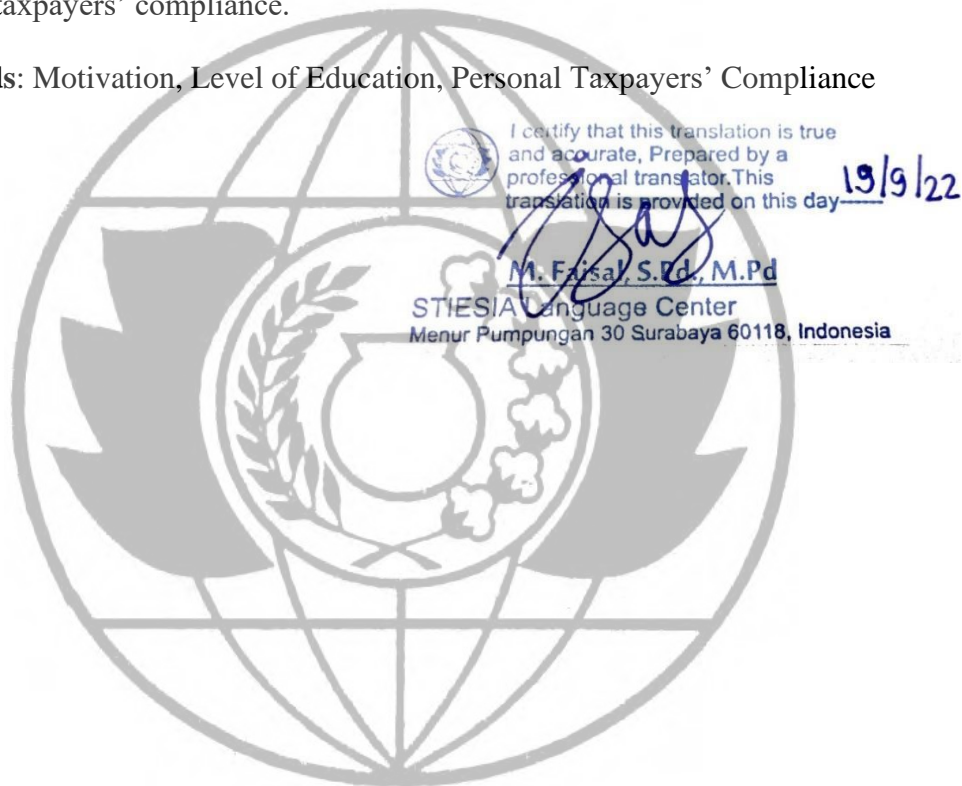 taxpayers’ compliance.
ls: Motivation, Level of Education, Personal Taxpayers’ Compliance
I certify that this translation is true
and acourate, Prepared by a
professional translator.This
translation is provided on this day 19/9/22
M. Faisal, S.Pd., M.Pd
STIESIA Language Center
Menur Pumpungan 30 Surabaya 60118, Indonesia